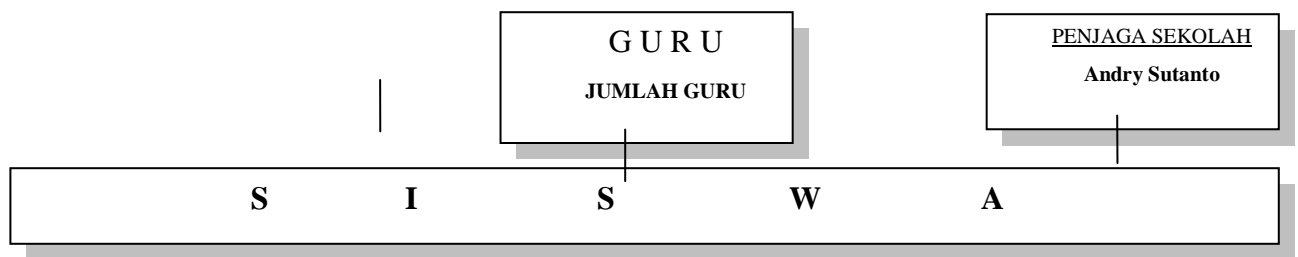 G U R U
JUMLAH GURU
PENJAGA SEKOLAH
Andry Sutanto
S I S W A